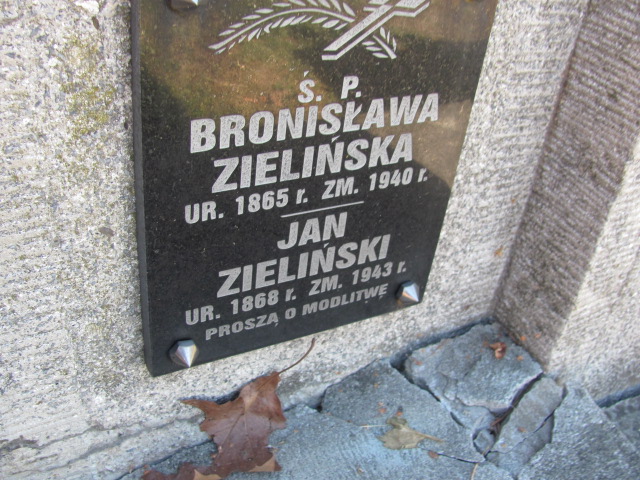 Ś. P.
BRONISŁAWA
ZIELIŃSKA
UR. 1865 r. ZM. 1940 r.
JAN
ZIELIŃSKI
UR. 1868 r. ZM. 1943 r.
PROSZĄ O MODLITWĘ